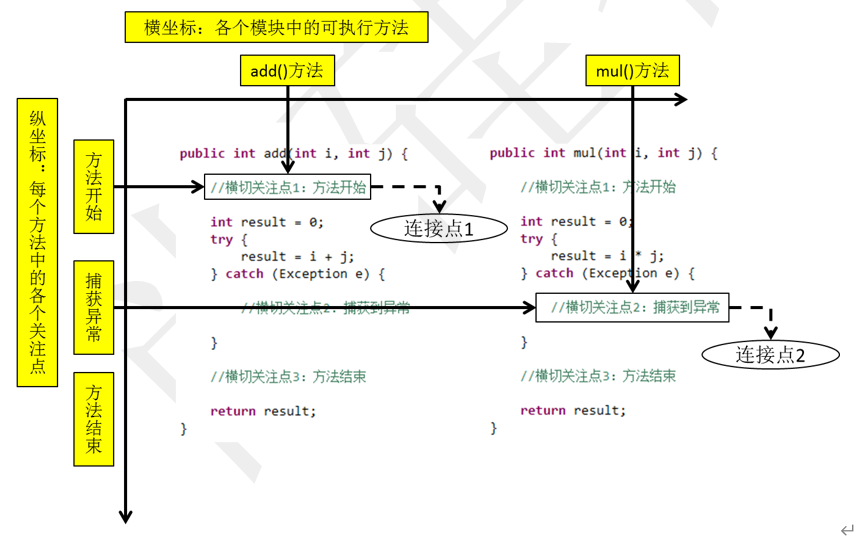 横坐标：各个模块中的可执行方法
add()方法
mul()方法
纵坐标：每个方法中的各个关注点
方法开始
捕获异常
方法结束
public int add(int i, int j) {
//横切关注点1：方法开始
int result = 0;
try {
result = i + j;
} catch (Exception e) {
//横切关注点2：捕获到异常
}
//横切关注点3：方法结束
return result;
}
连接点1
public int mul(int i, int j) {
//横切关注点1：方法开始
int result = 0;
try {
result = i * j;
} catch (Exception e) {
//横切关注点2：捕获到异常
}
//横切关注点3：方法结束
return result;
}
连接点2